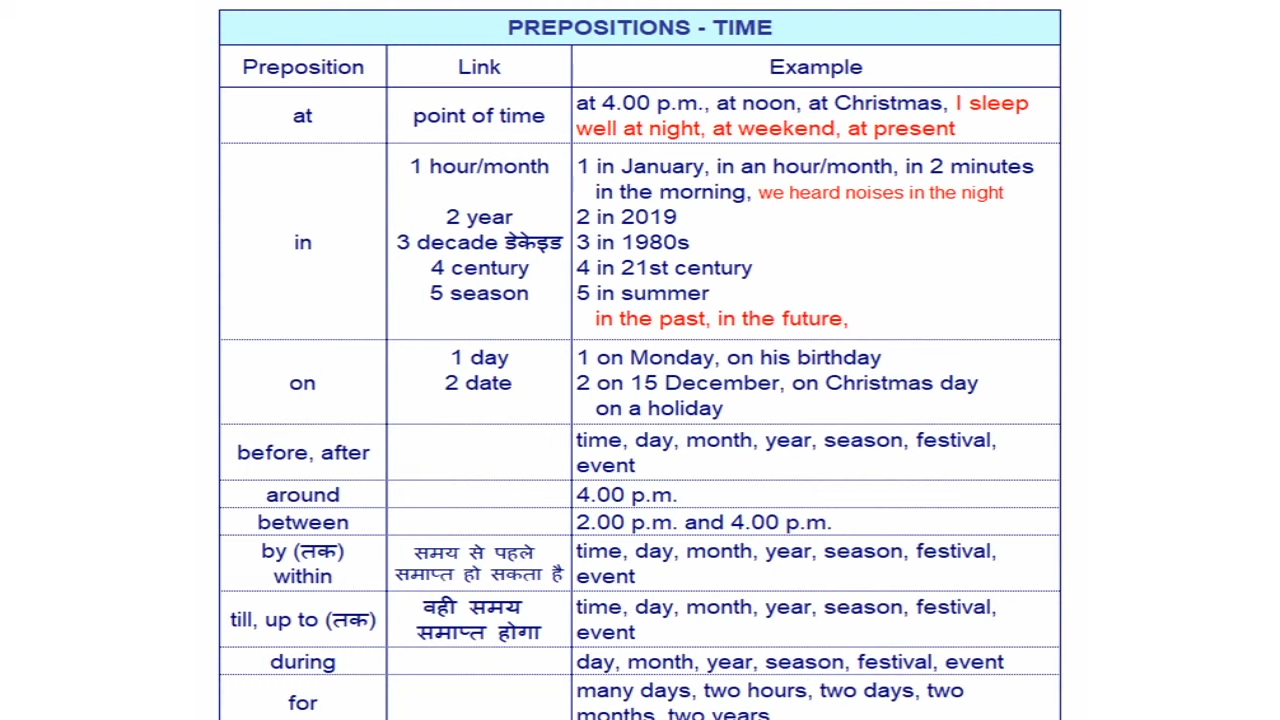 PREPOSITIONS - TIME
Preposition Link Example
at point of time at 4.00 p.m., at noon, at Christmas, I sleep
well at night, at weekend, at present
1 hour/month 1 in January, in an hour/month, in 2 minutes
in the morning, we heard noises in the night
2 year 2 in 2019
in 3 decade डेकेइड 3 in 1980s
4 century 4 in 21st century
5 season 5 in summer
in the past, in the future,
1 day 1 on Monday, on his birthday
on 2 date 2 on 15 December, on Christmas day
on a holiday
before, after time, day, month, year, season, festival,
event
around 4.00 p.m.
between 2.00 p.m. and 4.00 p.m.
by (तक) समय से पहले time, day, month, year, season, festival,
within समाप्त हो सकता है event
till, up to (तक) वही समय time, day, month, year, season, festival,
समाप्त होगा event
during day, month, year, season, festival, event
for many days, two hours, two days, two
months, two years